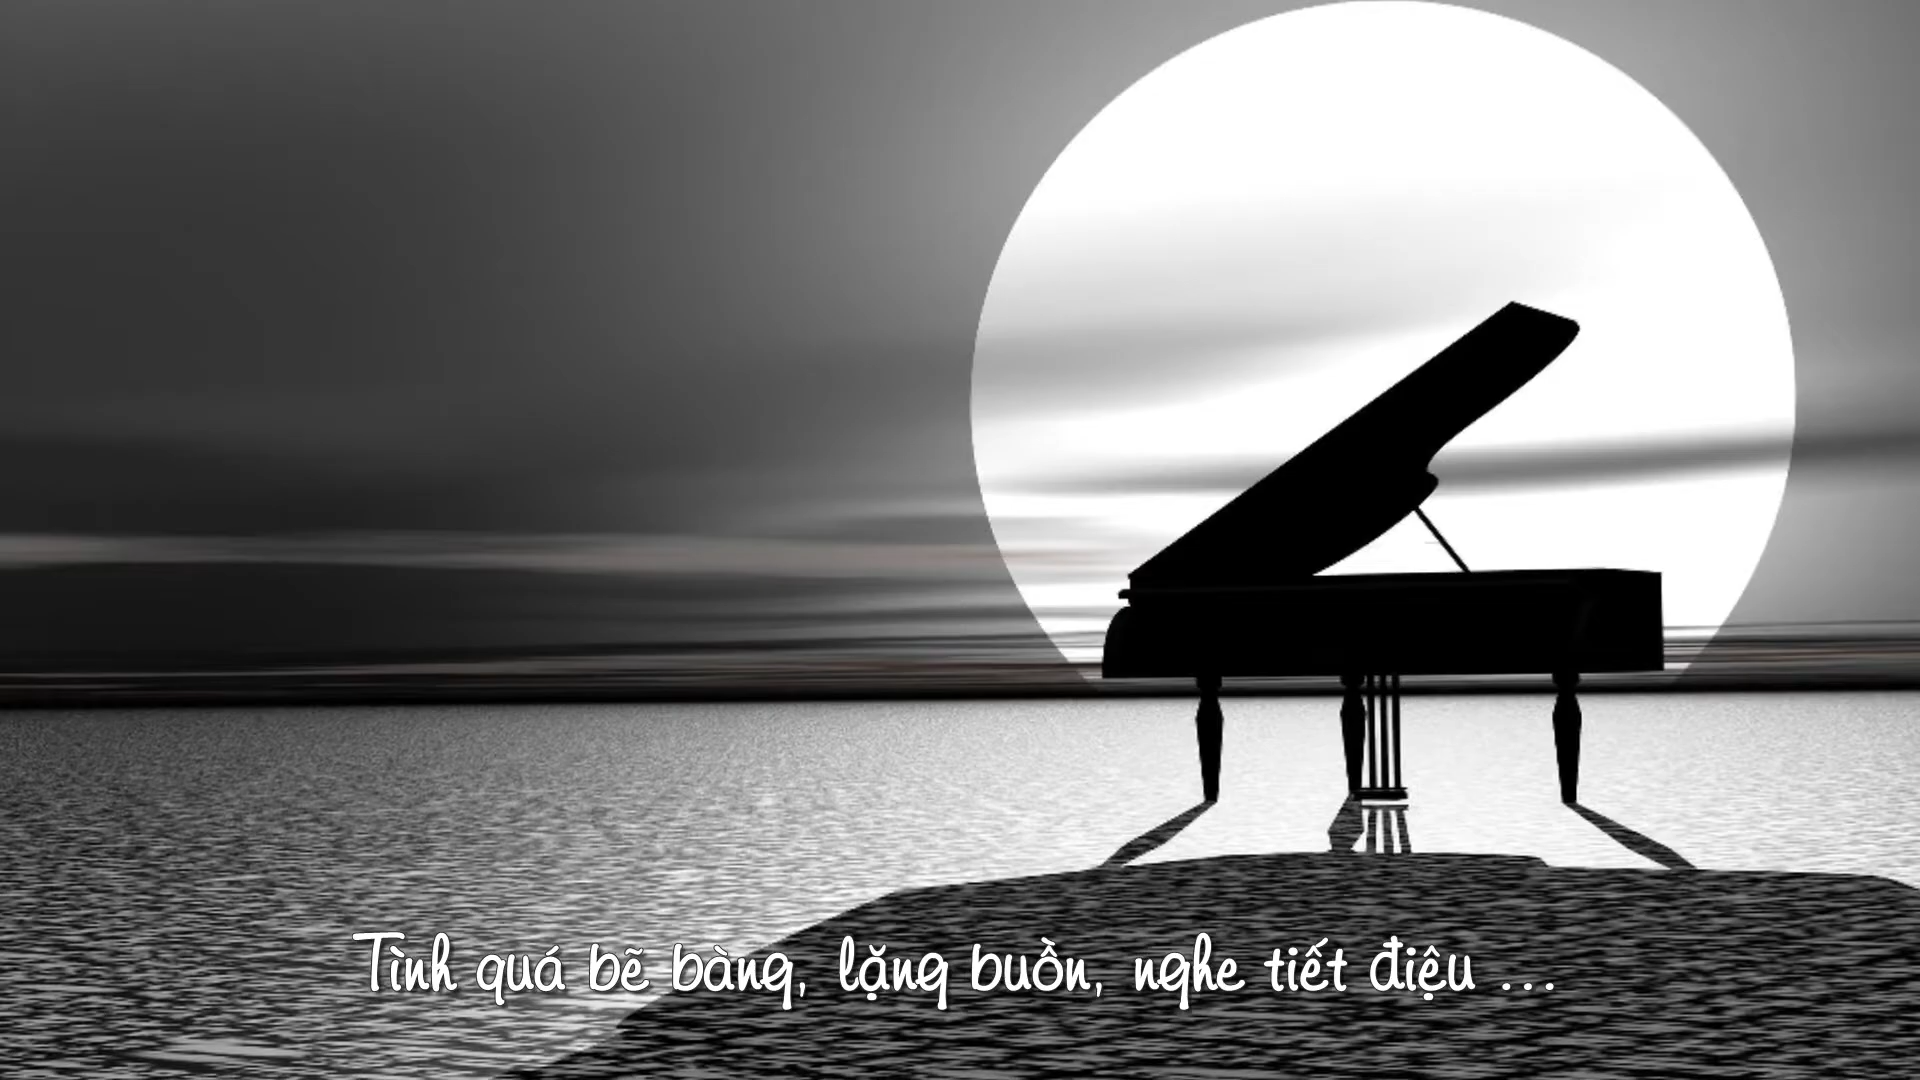 Tình quá bẽ bàng, lặng buồn, nghe tiết điệu ...